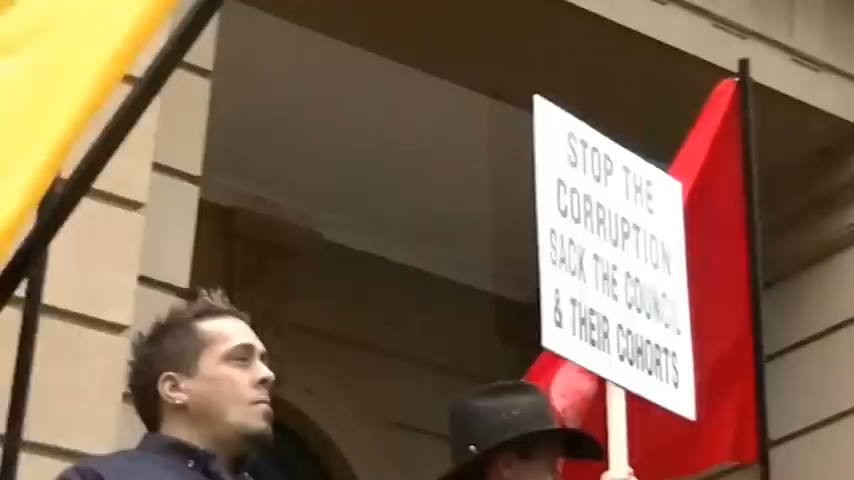 STOP THE
CORRUPTION
SACK THE COUNCIL
& THEIR COHORTS